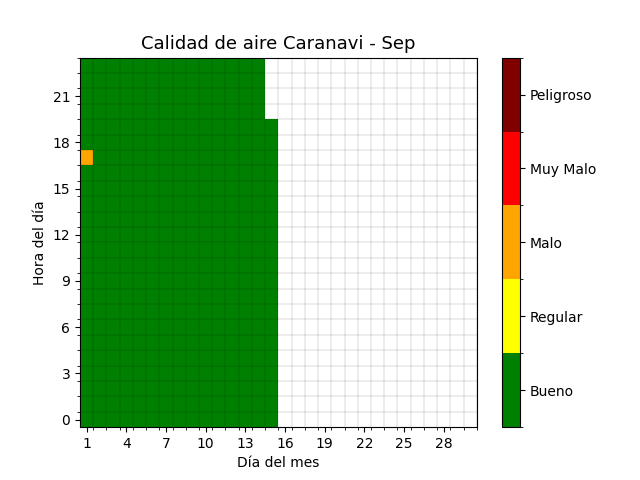 Calidad de aire Caranavi - Sep
Hora del día
21
18
15
12
9
6
3
0
1 4 7 10 13 16 19 22 25 28
Día del mes
Peligroso
Muy Malo
Malo
Regular
Bueno